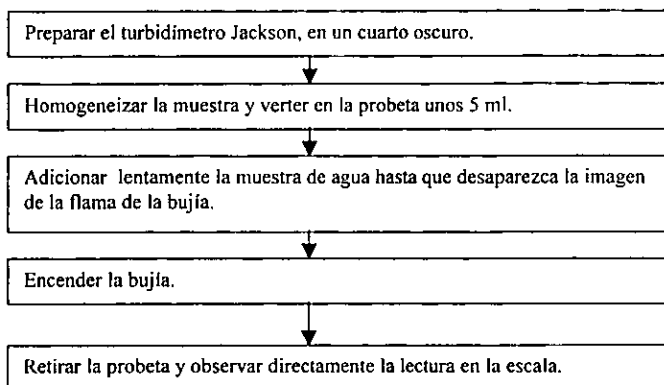 Preparar el turbidímetro Jackson, en un cuarto oscuro.
Homogeneizar la muestra y verter en la probeta unos 5 ml.
Adicionar lentamente la muestra de agua hasta que desaparezca la imagen
de la flama de la bujía.
Encender la bujía.
Retirar la probeta y observar directamente la lectura en la escala.